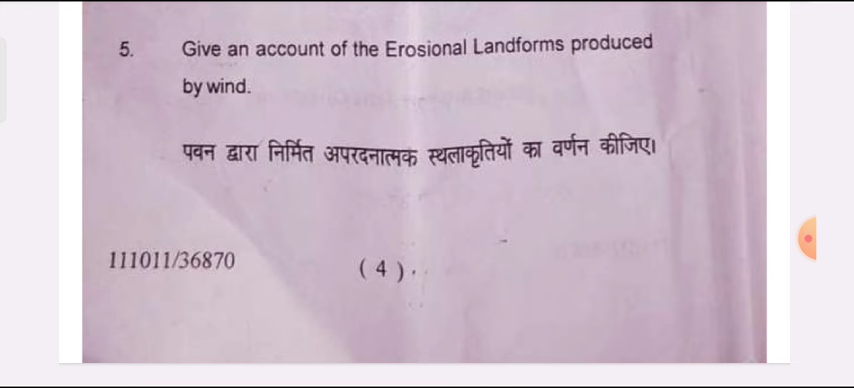 5. Give an account of the Erosional Landforms produced
by wind.
पवन द्वारा निर्मित अपरदनात्मक स्थलाकृतियों का वर्णन कीजिए।
111011/36870 ( 4 ).